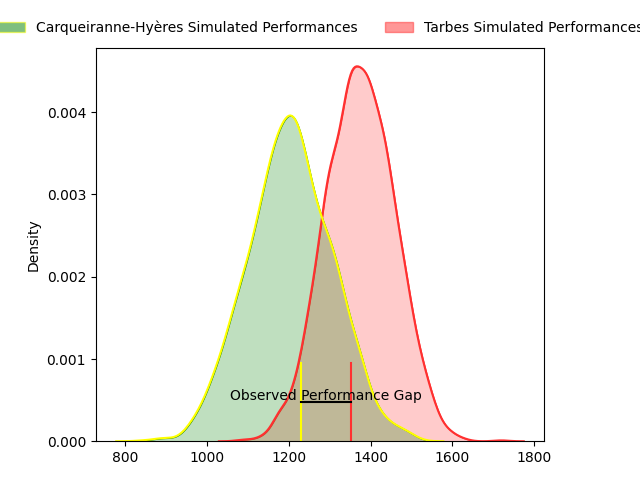 Carqueiranne-Hyères Simulated Performances
Tarbes Simulated Performances
0.004
0.003
0.002
0.001
0.000
Density
Observed Performance Gap
800
1000
1200
1400
1600
1800